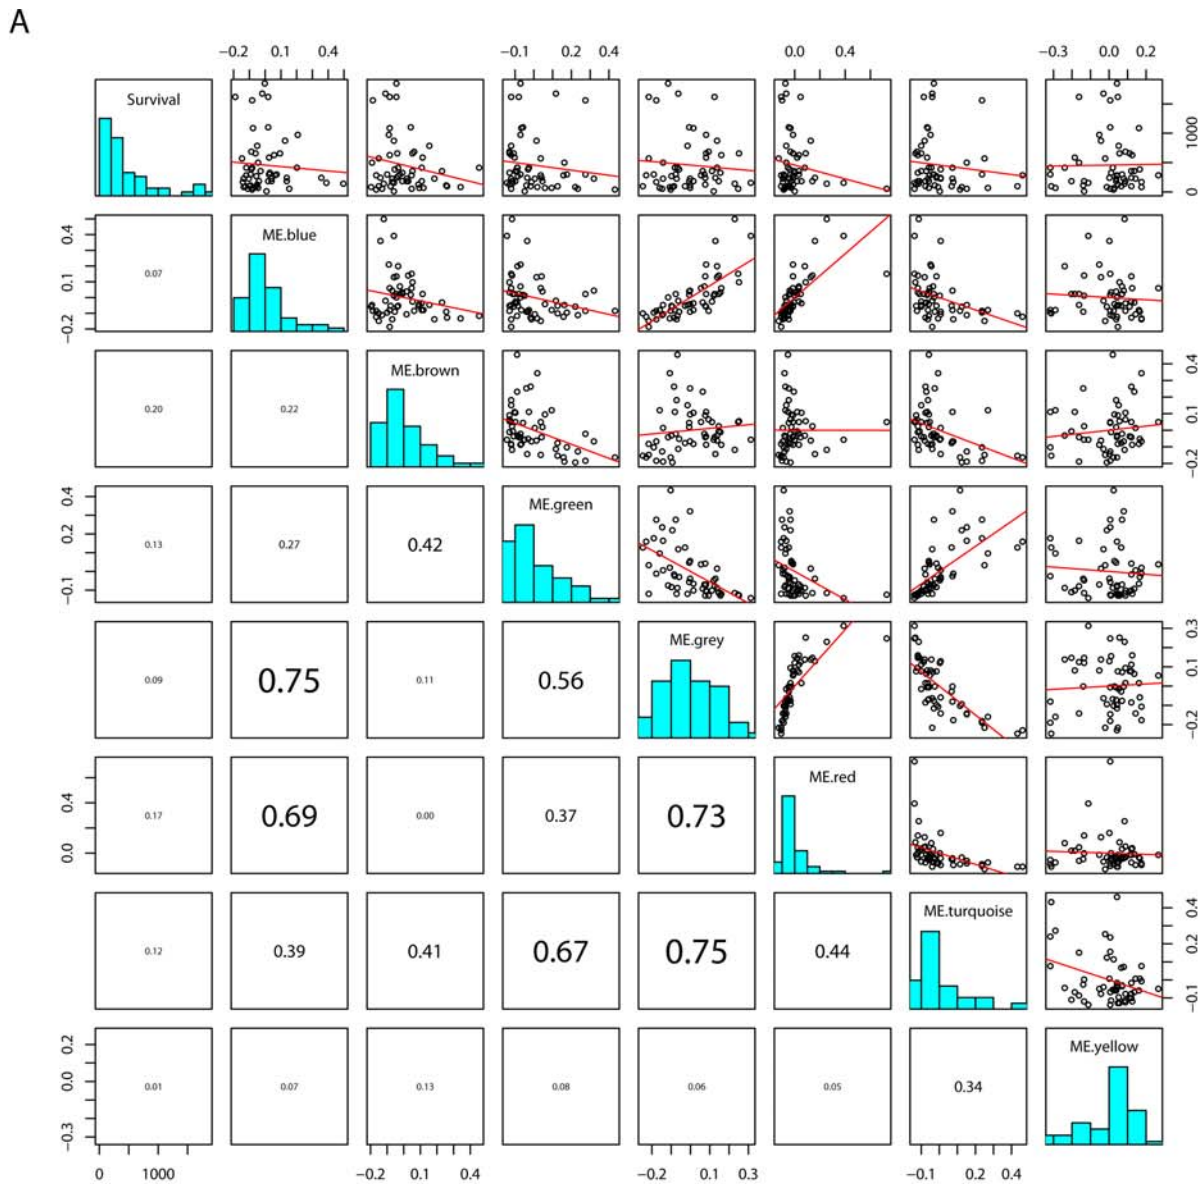 A
−0.2 0.1 0.4 −0.1 0.2 0.4 0.0 0.4 −0.3 0.0 0.2
Survival
0 1000
−0.2 0.1 0.4
0.07
ME.blue
0.20 0.22
ME.brown
−0.2 0.1 0.4
−0.1 0.2 0.4
0.13 0.27 0.42
ME.green
0.09 0.75 0.11 0.56
ME.grey
−0.2 0.1 0.3
0.0 0.4
0.17 0.69 0.00 0.37 0.73
ME.red
0.12 0.39 0.41 0.67 0.75 0.44
ME.turquoise
−0.1 0.2 0.4
−0.3 0.0 0.2
0.01 0.07 0.13 0.08 0.06 0.05 0.34
ME.yellow
0 1000 −0.2 0.1 0.4 −0.2 0.1 0.3 −0.1 0.2 0.4